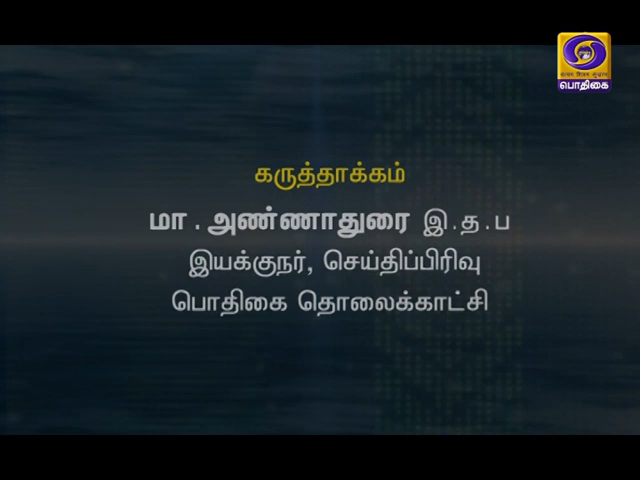 பொதிகை
கருத்தாக்கம்
மா . அண்ணாதுரை இ.த.ப
இயக்குநர், செய்திப்பிரிவு
பொதிகை தொலைக்காட்சி